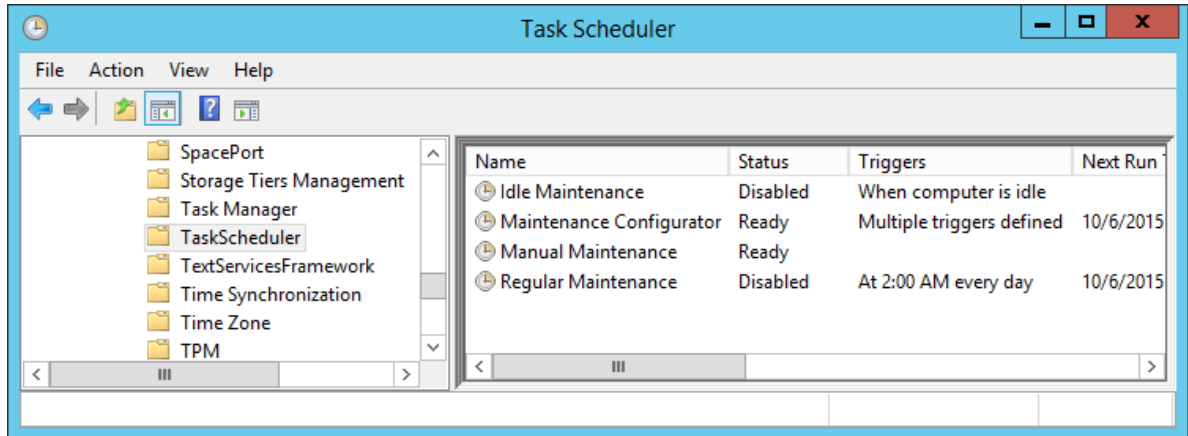 Task Scheduler
File Action View Help
SpacePort
Storage Tiers Management
Task Manager
TaskScheduler
TextServicesFramework
Time Synchronization
Time Zone
TPM
Name Status Triggers Next Run
Idle Maintenance Disabled When computer is idle
Maintenance Configurator Ready Multiple triggers defined 10/6/2015
Manual Maintenance Ready
Regular Maintenance Disabled At 2:00 AM every day 10/6/2015